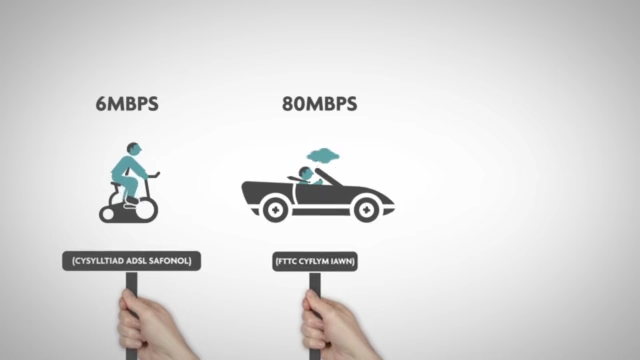 6MBPS
80MBPS
(CYSYLLTIAD ADSL SAFONOL)
(FTTC CYFLYM IAWN)